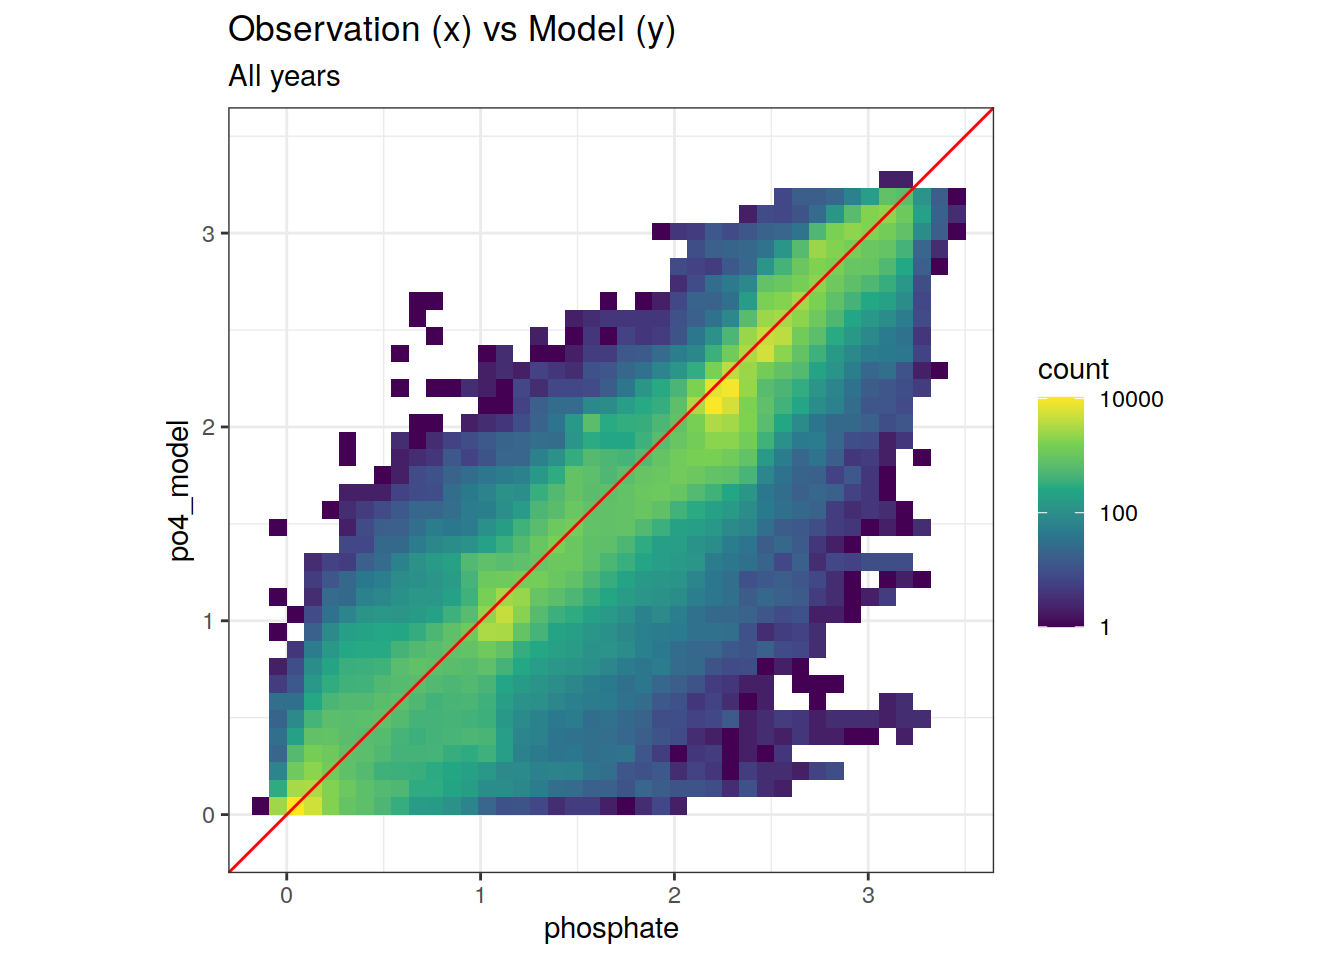 Observation (x) vs Model (y)
All years
po4_model
3
2
1
0
0
1
2
3
phosphate
count
10000
100
1